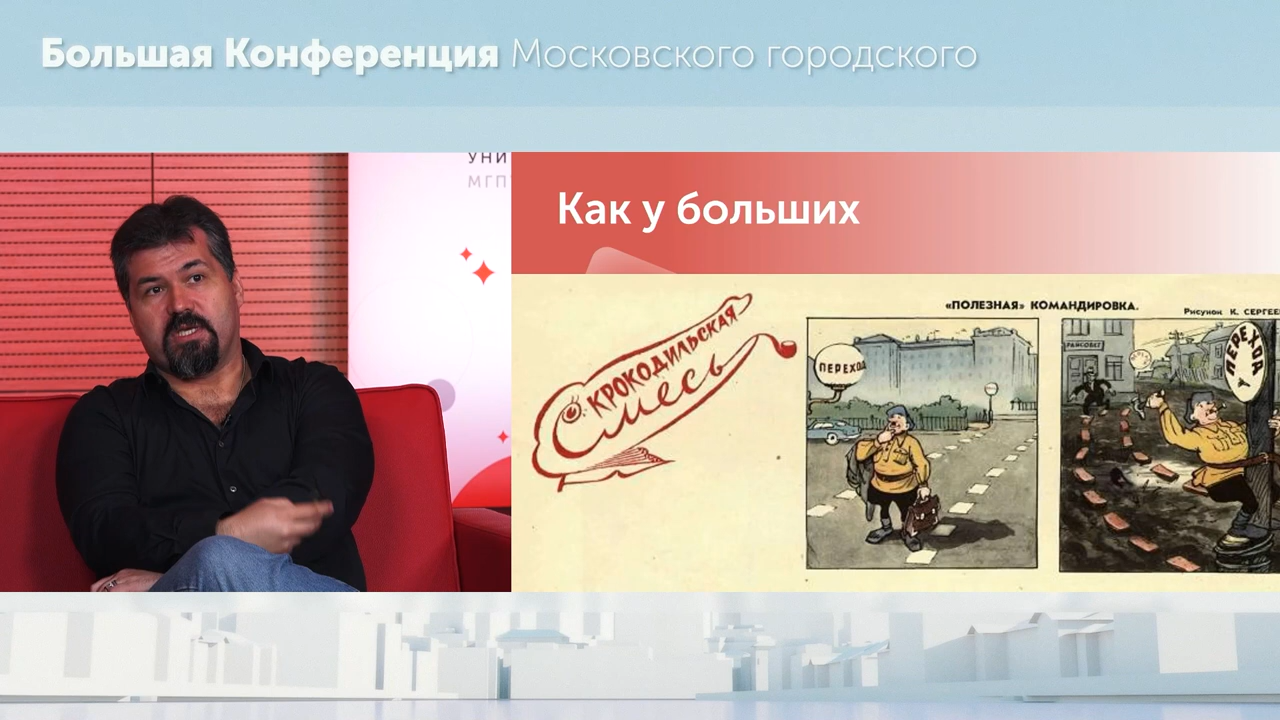 Большая Конференция Московского городского
УНИ
МГП
Как у больших
КРОКОДИЛЬСКАЯ
Смесь
«ПОЛЕЗНАЯ» КОМАНДИРОВКА.
Рисунок К. СЕРГЕЕ
ПЕРЕХОД
РАЙСОВЕТ
ПЕРЕХОД